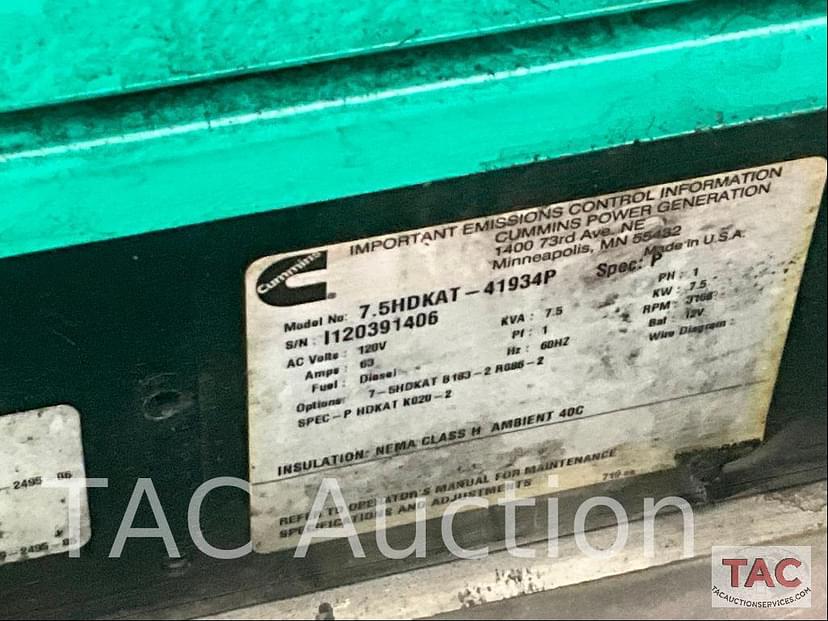 IMPORTANT EMISSIONS CONTROL INFORMATION
CUMMINS POWER GENERATION
1400 73rd Ave. NE
Minneapolis, MN 55432
Made in U.S.A.
Cummins
Model No: 7.5HDKAT-41934P Spec: P
S/N : I120391406 KVA : 7.5 PH : 1
AC Volts : 120V Pf : 1 KW : 7.5
Amps : 63 Hz : 60HZ RPM :
Fuel : Diesel Bat : 12V
Options: 7-5HDKAT B183-2 R086-2 Wire Diagram :
SPEC-P HDKAT K020-2
INSULATION: NEMA CLASS H AMBIENT 40C
REFER TO OPERATOR'S MANUAL FOR MAINTENANCE
SPECIFICATIONS AND ADJUSTMENTS
-2495
-2495
TAC Auction
TAC
TACAUCTIONSERVICES.COM